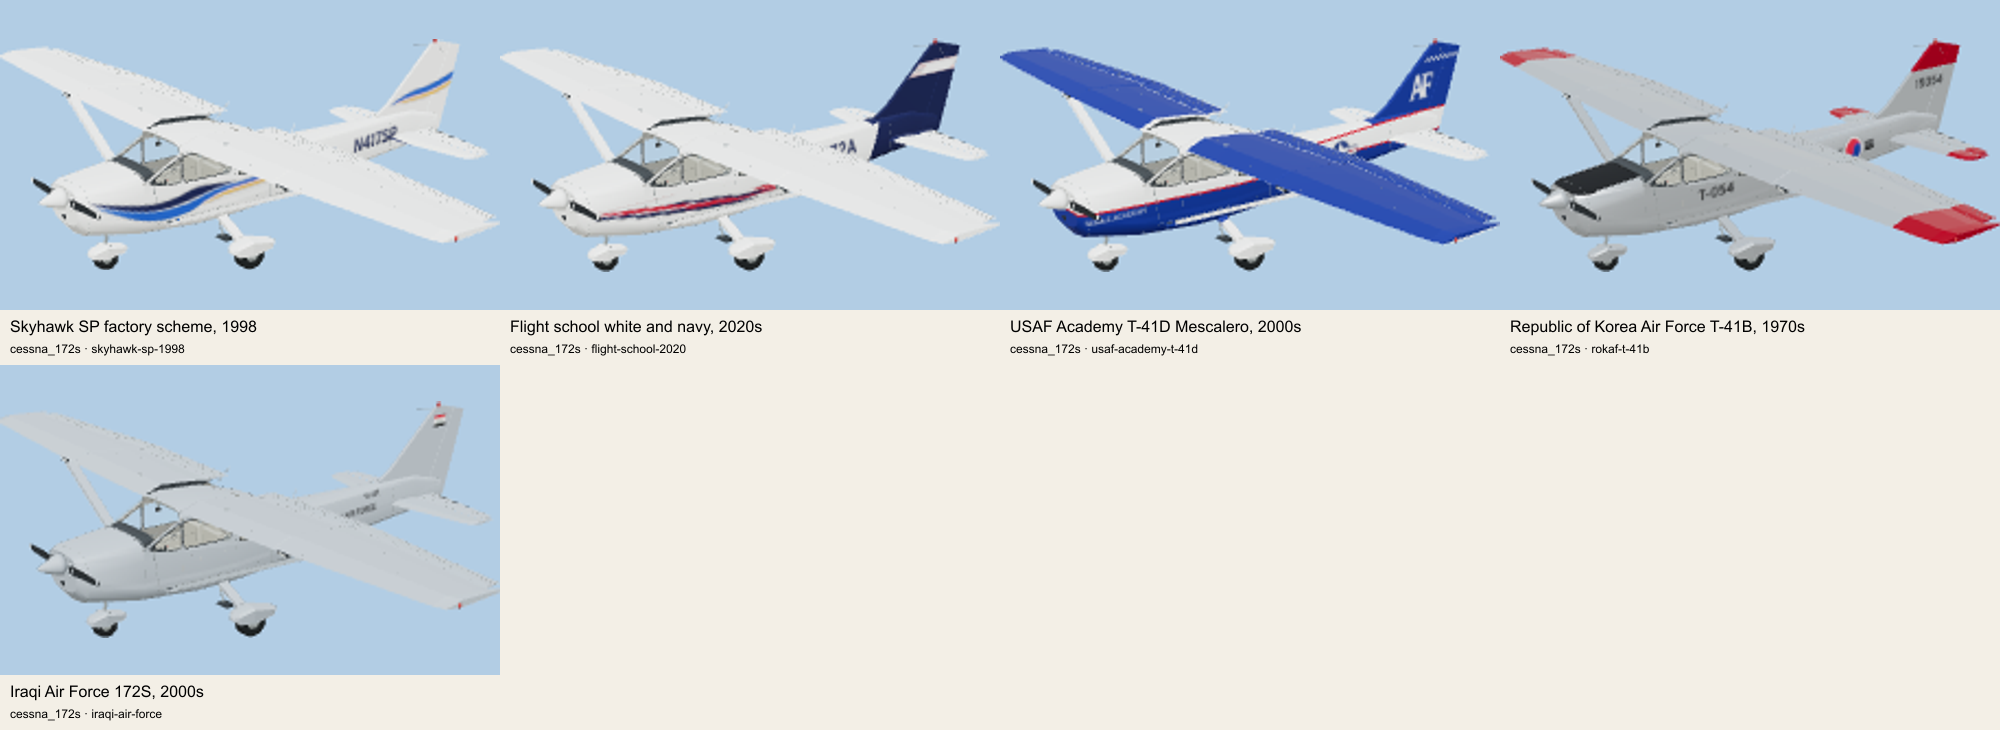 N417SP
72A
AF
15054
T-054
Skyhawk SP factory scheme, 1998
cessna_172s · skyhawk-sp-1998
Flight school white and navy, 2020s
cessna_172s · flight-school-2020
USAF Academy T-41D Mescalero, 2000s
cessna_172s · usaf-academy-t-41d
Republic of Korea Air Force T-41B, 1970s
cessna_172s · rokaf-t-41b
Iraqi Air Force 172S, 2000s
cessna_172s · iraqi-air-force